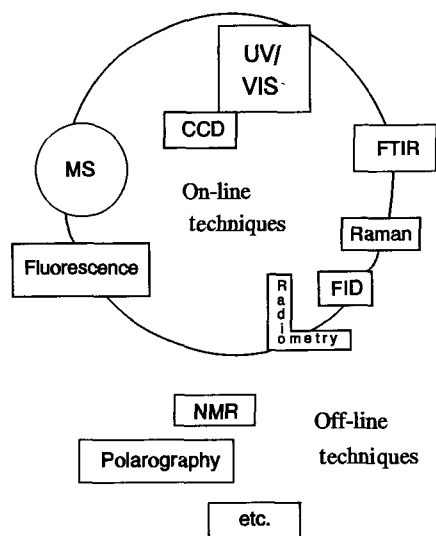 UV/
VIS
CCD
MS
FTIR
On-line
techniques
Raman
Fluorescence
FID
Radiometry
NMR
Off-line
Polarography
techniques
etc.